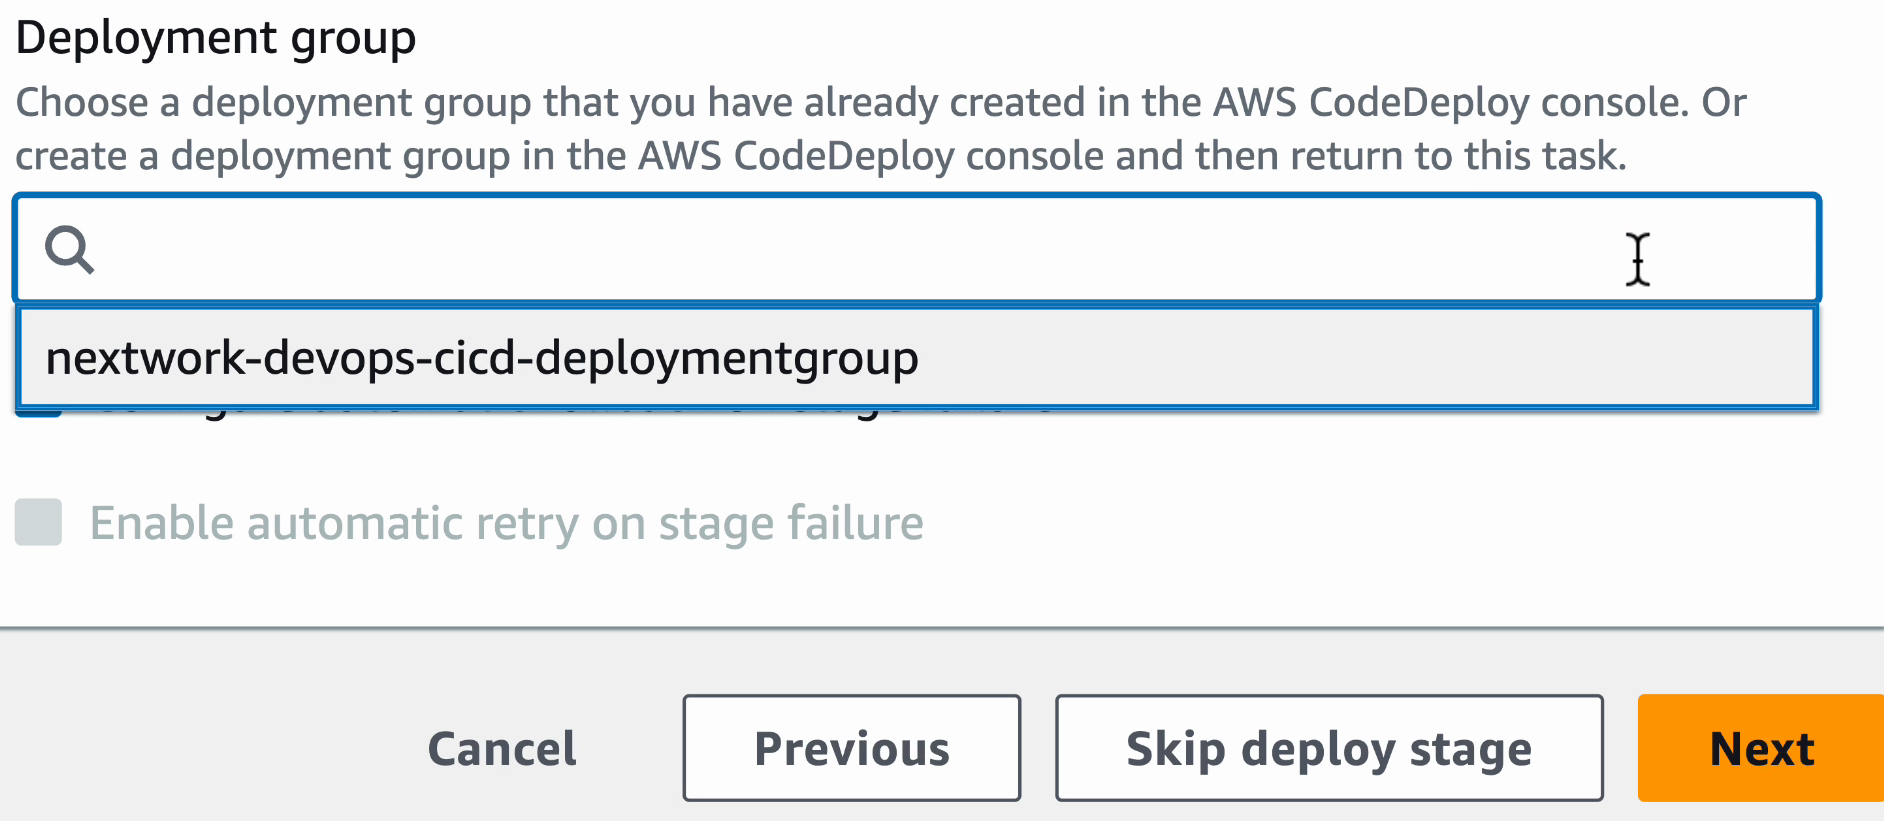 Deployment group
Choose a deployment group that you have already created in the AWS CodeDeploy console. Or
create a deployment group in the AWS CodeDeploy console and then return to this task.
nextwork-devops-cicd-deploymentgroup
Enable automatic retry on stage failure
Cancel
Previous
Skip deploy stage
Next